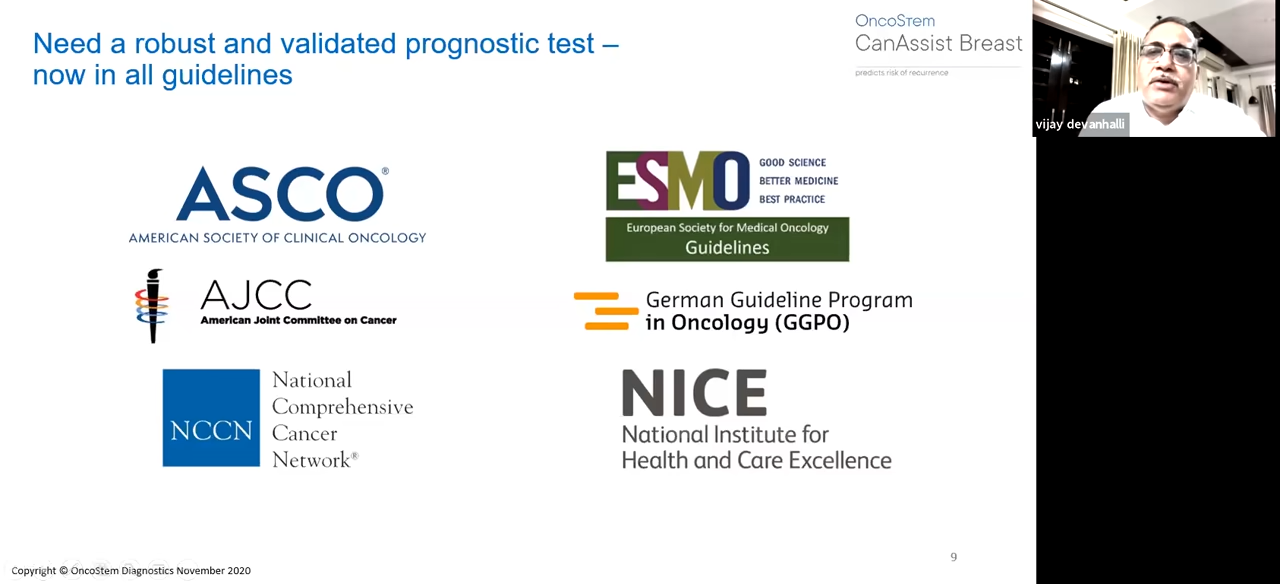 Need a robust and validated prognostic test –
now in all guidelines
OncoStem
CanAssist Breast
predicts risk of recurrence
vijay devanhalli
ASCO®
AMERICAN SOCIETY OF CLINICAL ONCOLOGY
ESMO
GOOD SCIENCE
BETTER MEDICINE
BEST PRACTICE
European Society for Medical Oncology
Guidelines
AJCC
American Joint Committee on Cancer
German Guideline Program
in Oncology (GGPO)
NCCN
National
Comprehensive
Cancer
Network®
NICE
National Institute for
Health and Care Excellence
9
Copyright © OncoStem Diagnostics November 2020